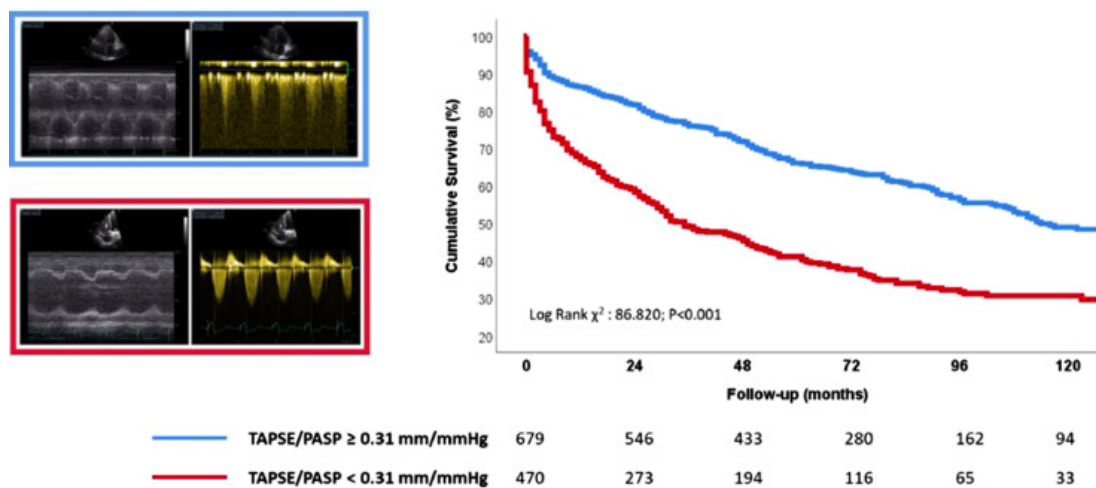 Cumulative Survival (%)
100
90
80
70
60
50
40
30
20
Log Rank χ² : 86.820; P<0.001
0 24 48 72 96 120
Follow-up (months)
TAPSE/PASP ≥ 0.31 mm/mmHg 679 546 433 280 162 94
TAPSE/PASP < 0.31 mm/mmHg 470 273 194 116 65 33